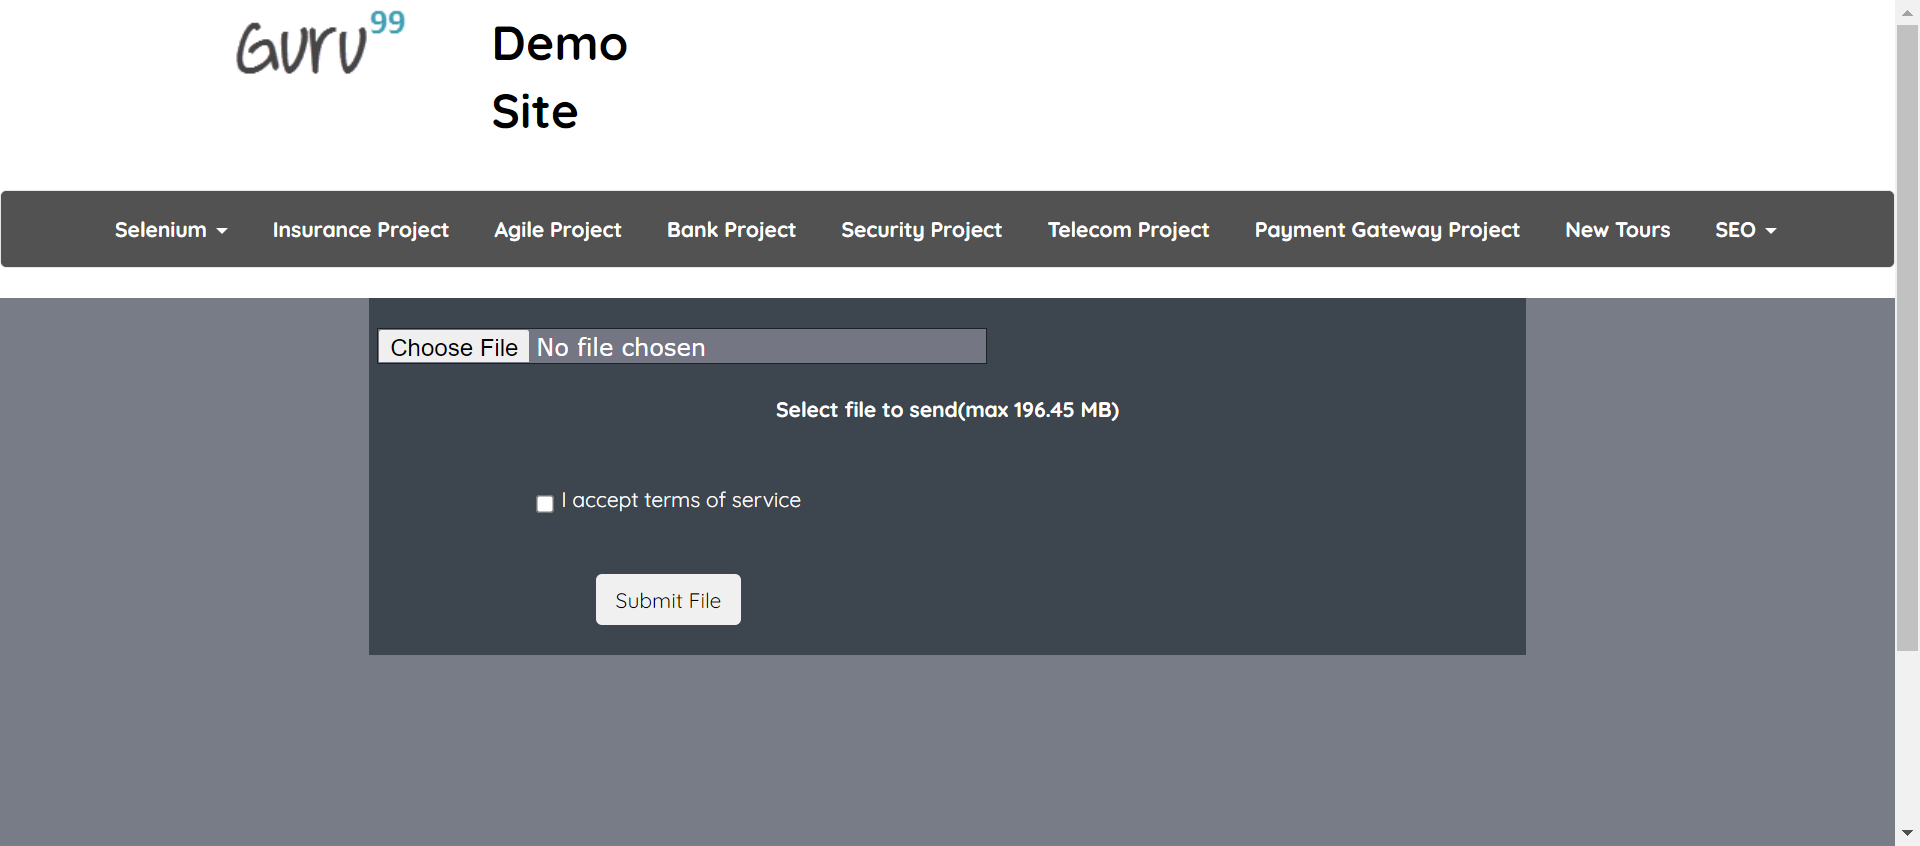 Guru99
Demo
Site
Selenium Insurance Project Agile Project Bank Project Security Project Telecom Project Payment Gateway Project New Tours SEO
Choose File No file chosen
Select file to send(max 196.45 MB)
I accept terms of service
Submit File